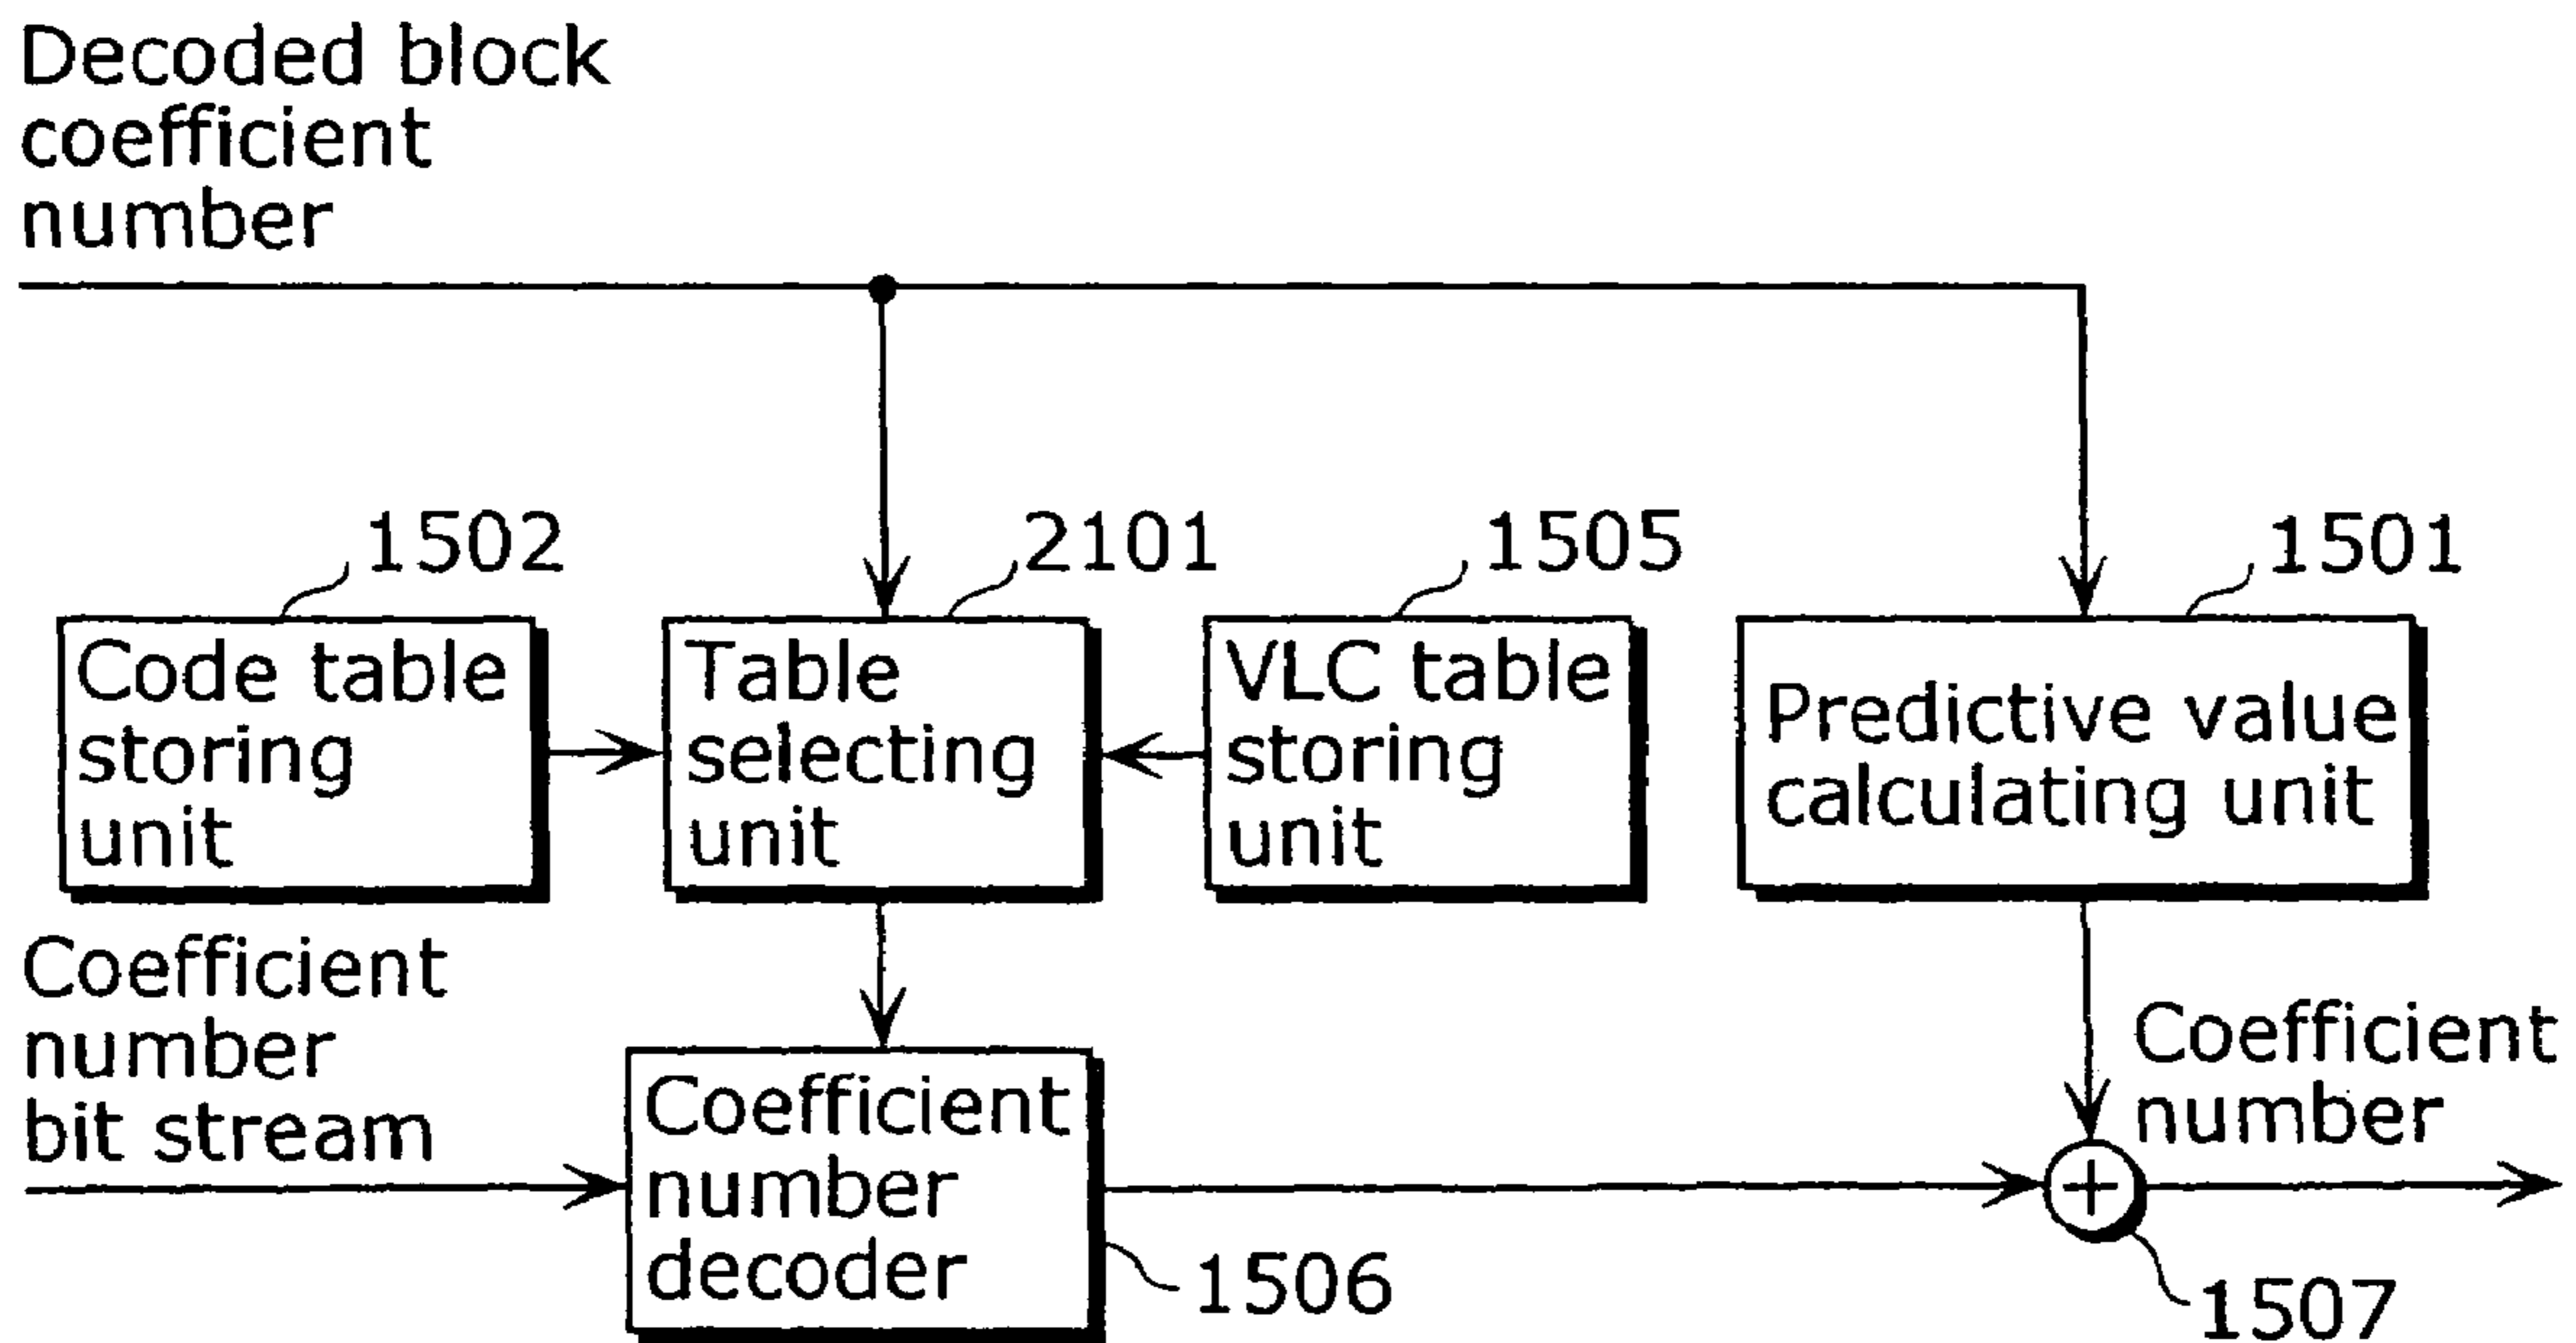 Decoded block
coefficient
number
1502
2101
1505
1501
Code table
storing
unit
Table
selecting
unit
VLC table
storing
unit
Predictive value
calculating unit
Coefficient
number
bit stream
Coefficient
number
decoder
1506
Coefficient
number
+
1507